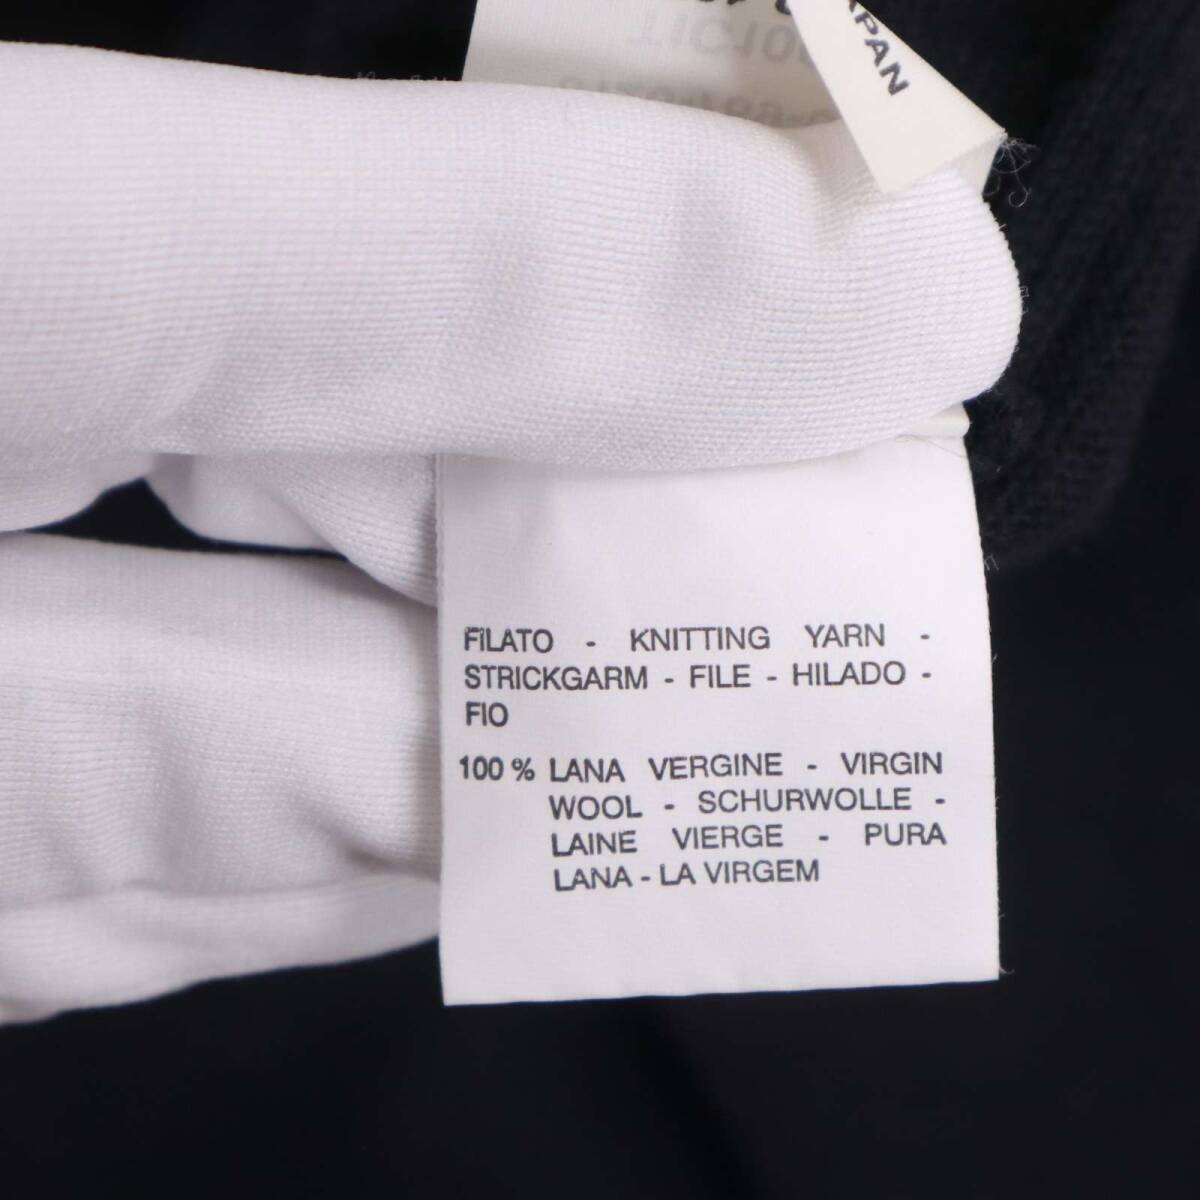 JAPAN
FILATO - KNITTING YARN -
STRICKGARM - FILE - HILADO -
FIO
100 % LANA VERGINE - VIRGIN
WOOL - SCHURWOLLE -
LAINE VIERGE - PURA
LANA - LA VIRGEM